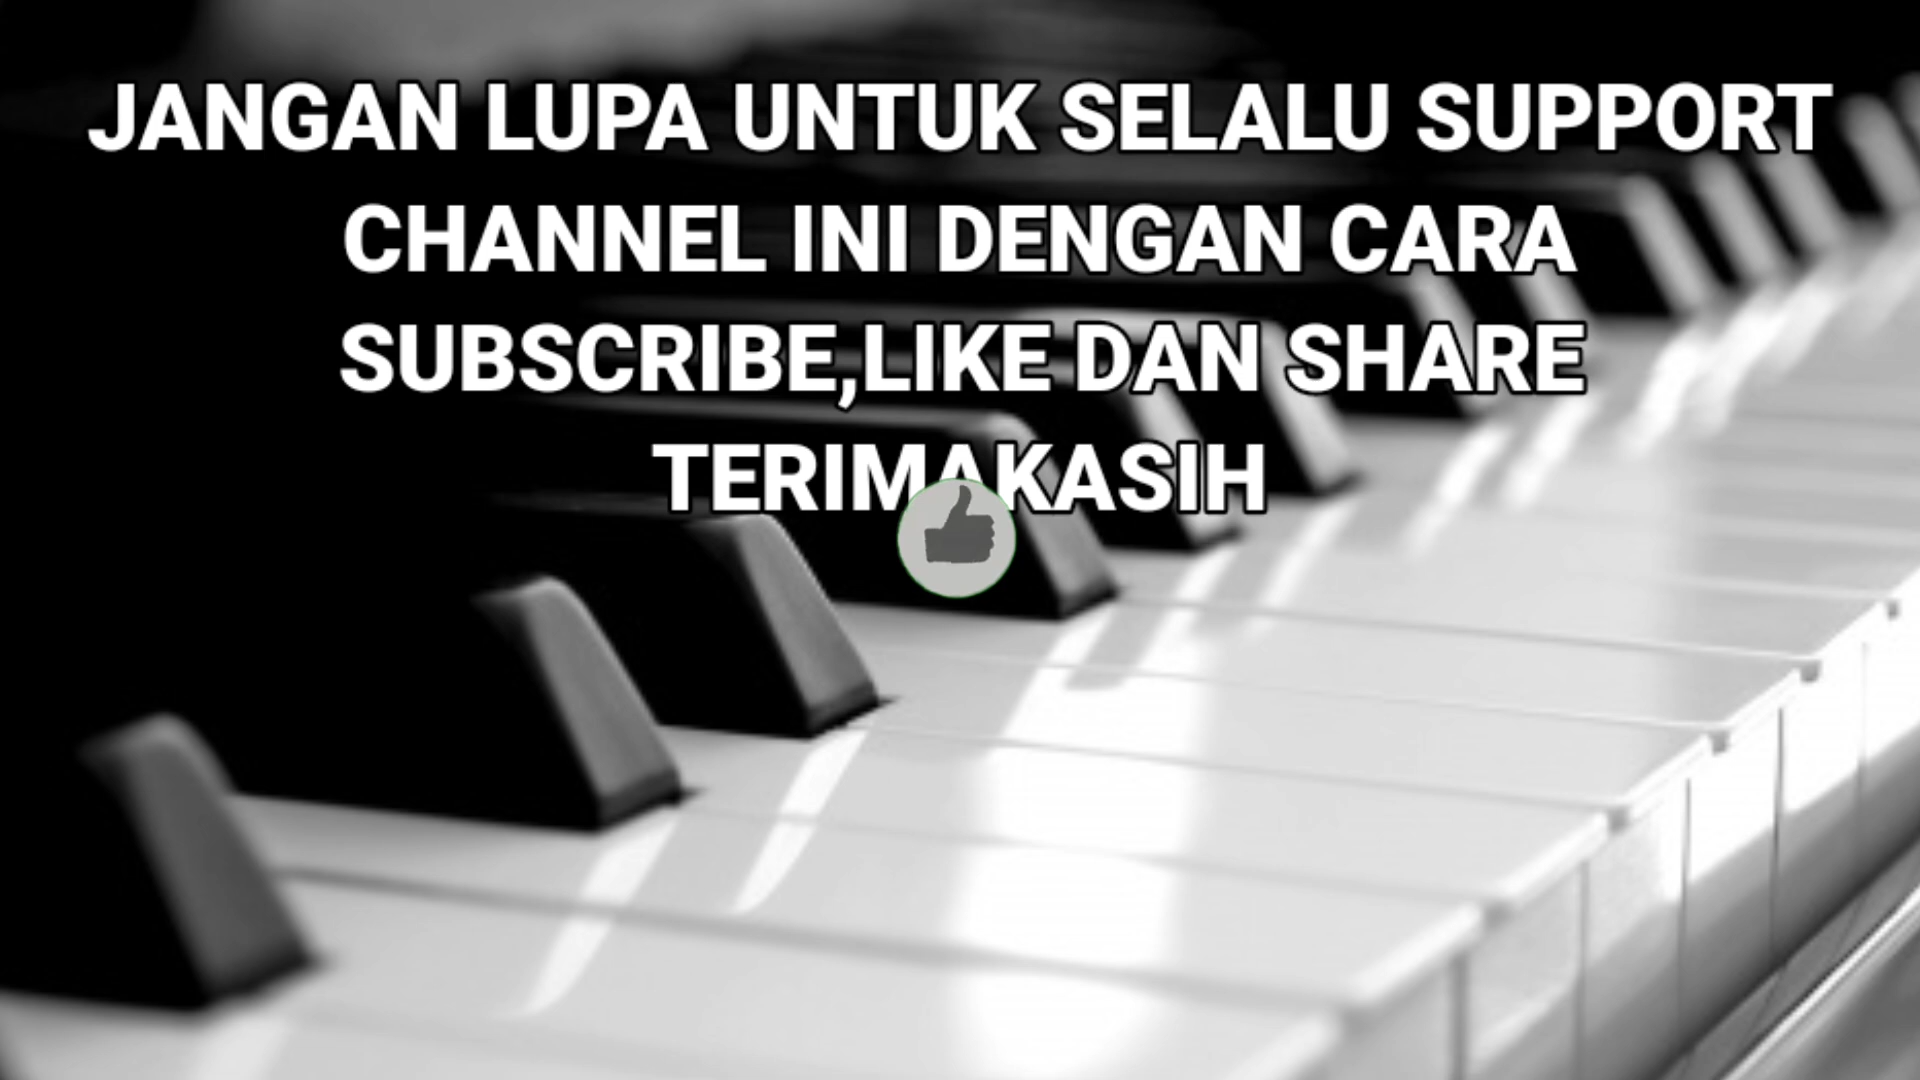 JANGAN LUPA UNTUK SELALU SUPPORT
CHANNEL INI DENGAN CARA
SUBSCRIBE,LIKE DAN SHARE
TERIMAKASIH